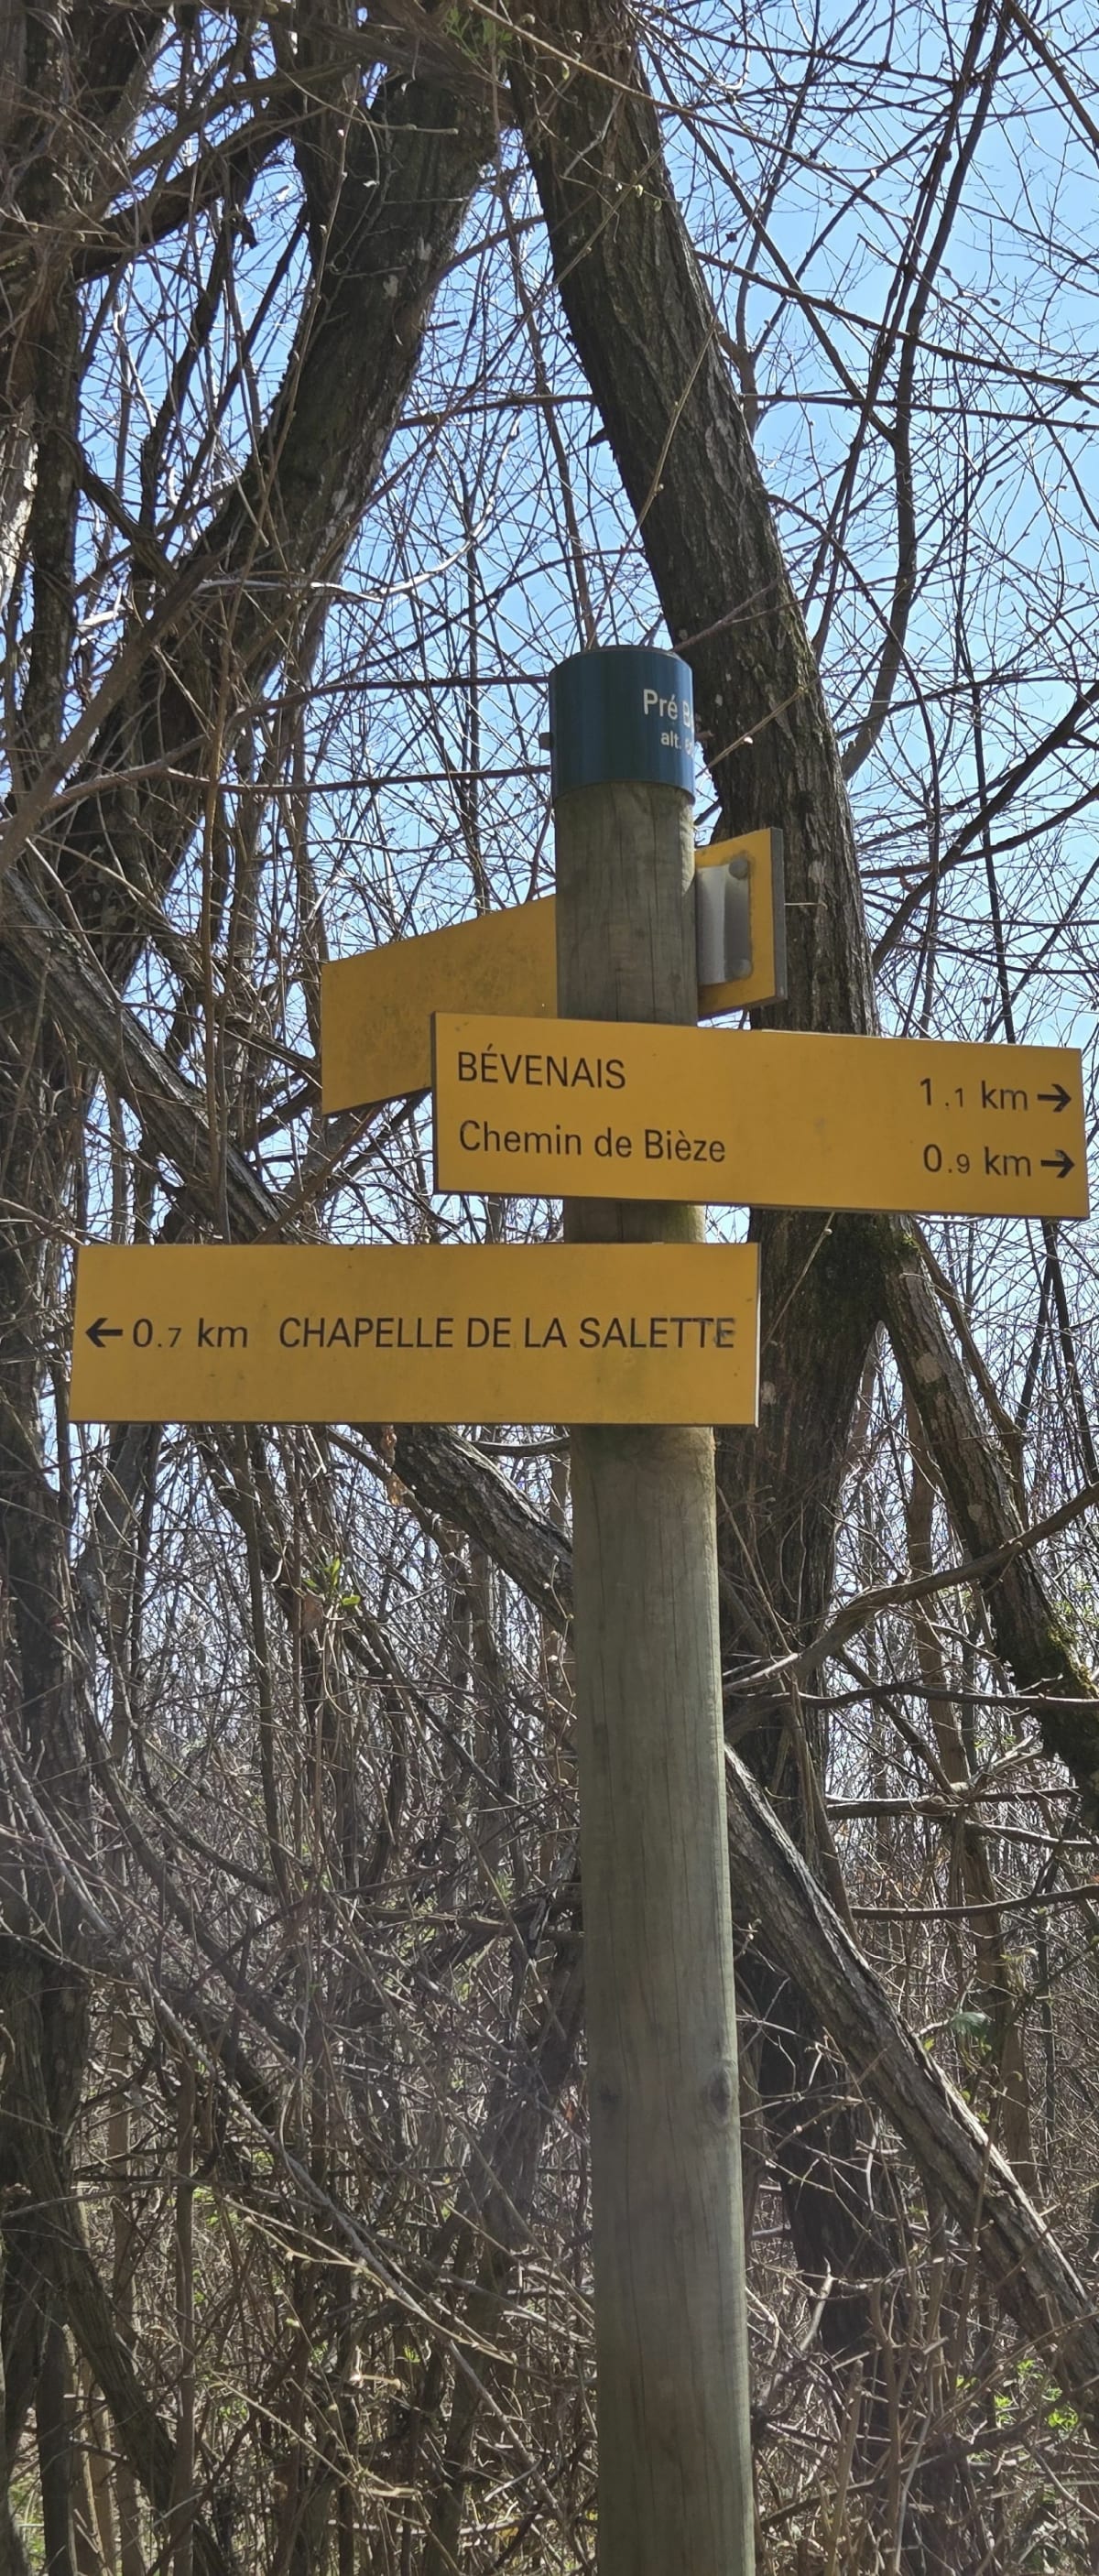 Pré
alt.
BÉVENAIS 1.1 km →
Chemin de Bièze 0.9 km →
← 0.7 km CHAPELLE DE LA SALETTE